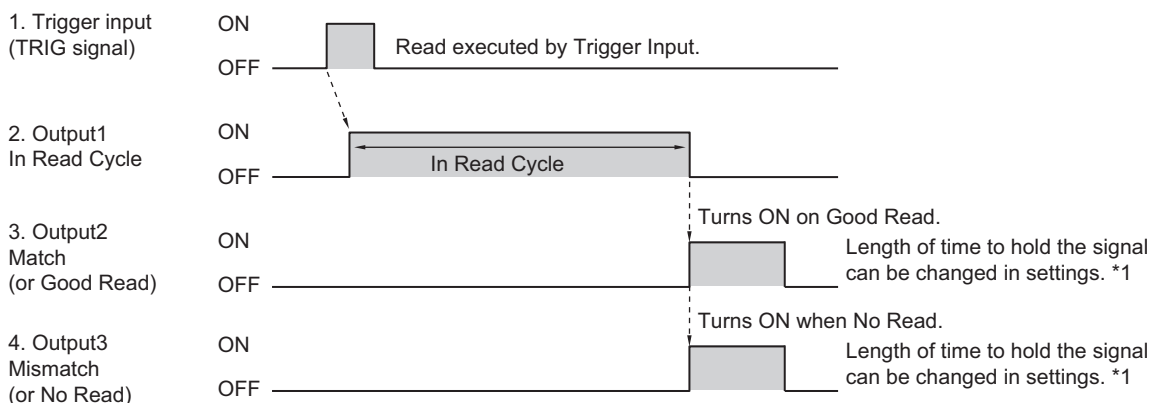 1. Trigger input
(TRIG signal)
ON
OFF
Read executed by Trigger Input.
2. Output1
In Read Cycle
ON
OFF
In Read Cycle
3. Output2
Match
(or Good Read)
ON
OFF
Turns ON on Good Read.
Length of time to hold the signal
can be changed in settings. *1
4. Output3
Mismatch
(or No Read)
ON
OFF
Turns ON when No Read.
Length of time to hold the signal
can be changed in settings. *1